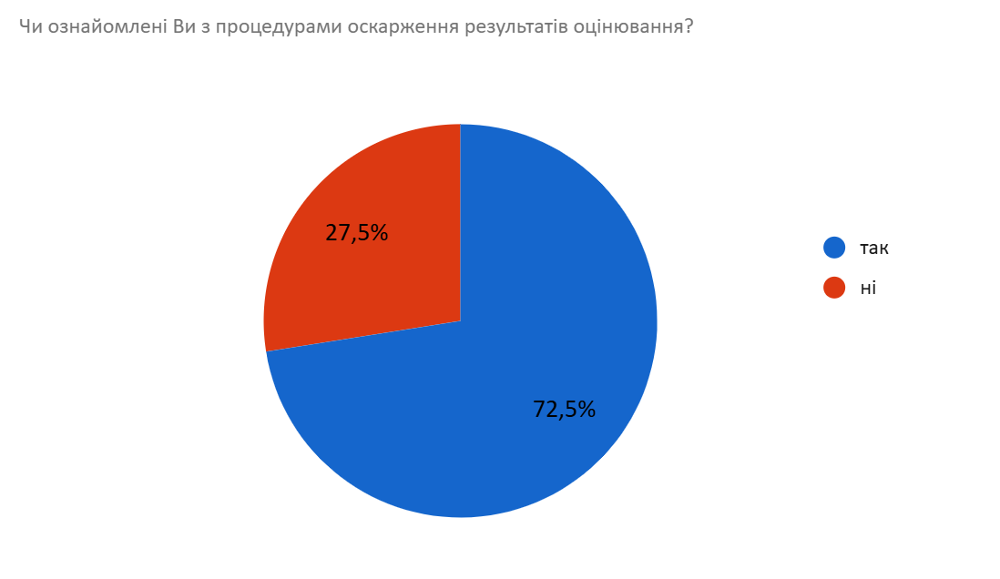 Чи ознайомлені Ви з процедурами оскарження результатів оцінювання?
27,5%
72,5%
так
ні